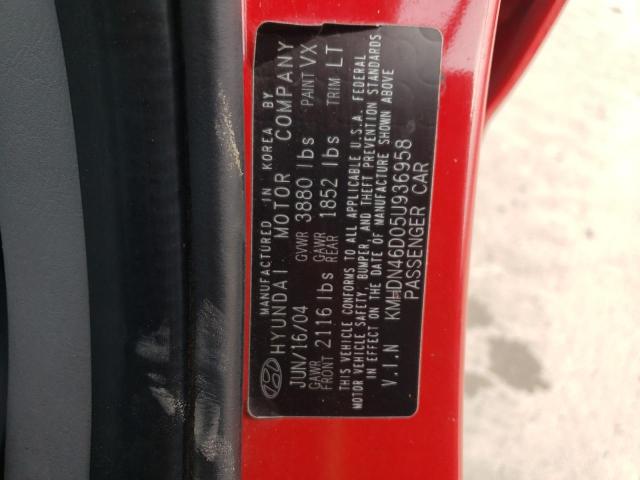 MANUFACTURED IN KOREA BY
HYUNDAI MOTOR COMPANY
JUN/16/04 GVWR 3880 lbs PAINT VX
GAWR FRONT 2116 lbs GAWR REAR 1852 lbs TRIM LT
THIS VEHICLE CONFORMS TO ALL APPLICABLE U.S.A. FEDERAL
MOTOR VEHICLE SAFETY, BUMPER, AND THEFT PREVENTION STANDARDS
IN EFFECT ON THE DATE OF MANUFACTURE SHOWN ABOVE
V.I.N KMHDN46D05U936958
PASSENGER CAR